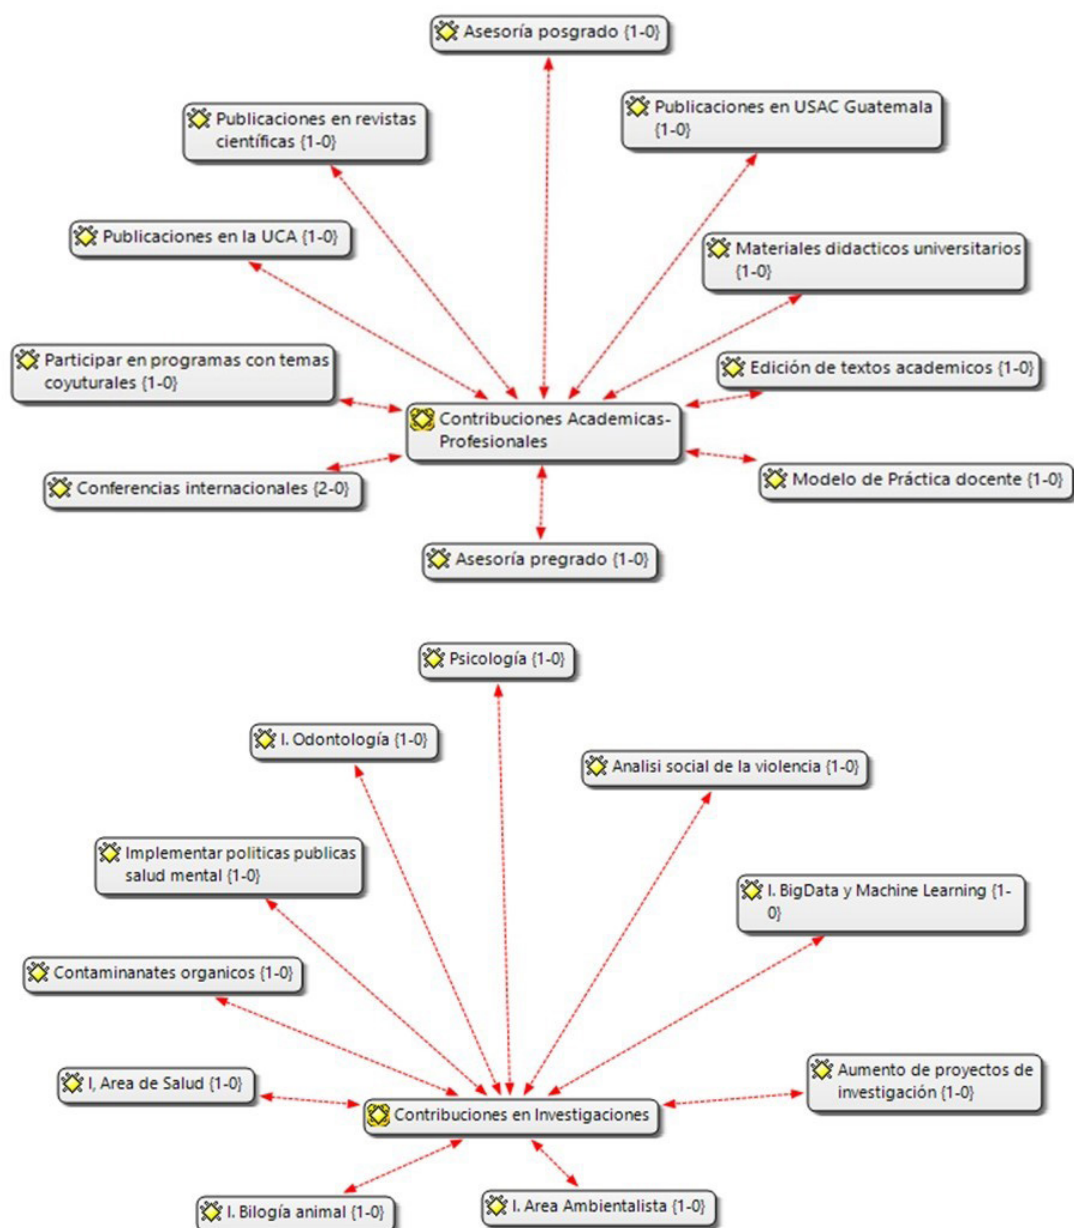 Asesoría posgrado {1-0}
Publicaciones en revistas
científicas {1-0}
Publicaciones en USAC Guatemala
{1-0}
Publicaciones en la UCA {1-0}
Materiales didacticos universitarios
{1-0}
Participar en programas con temas
coyuturales {1-0}
Edición de textos academicos {1-0}
Contribuciones Academicas-
Profesionales
Conferencias internacionales {2-0}
Modelo de Práctica docente {1-0}
Asesoría pregrado {1-0}
Psicología {1-0}
I. Odontología {1-0}
Analisi social de la violencia {1-0}
Implementar politicas publicas
salud mental {1-0}
I. BigData y Machine Learning {1-
0}
Contaminanates organicos {1-0}
I, Area de Salud {1-0}
Aumento de proyectos de
investigación {1-0}
Contribuciones en Investigaciones
I. Bilogía animal {1-0}
I. Area Ambientalista {1-0}